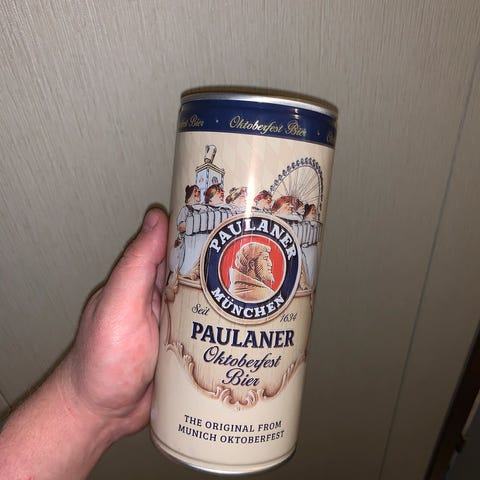 Oktoberfest Bier
PAULANER
MÜNCHEN
Seit 1634
PAULANER
Oktoberfest
Bier
THE ORIGINAL FROM
MUNICH OKTOBERFEST